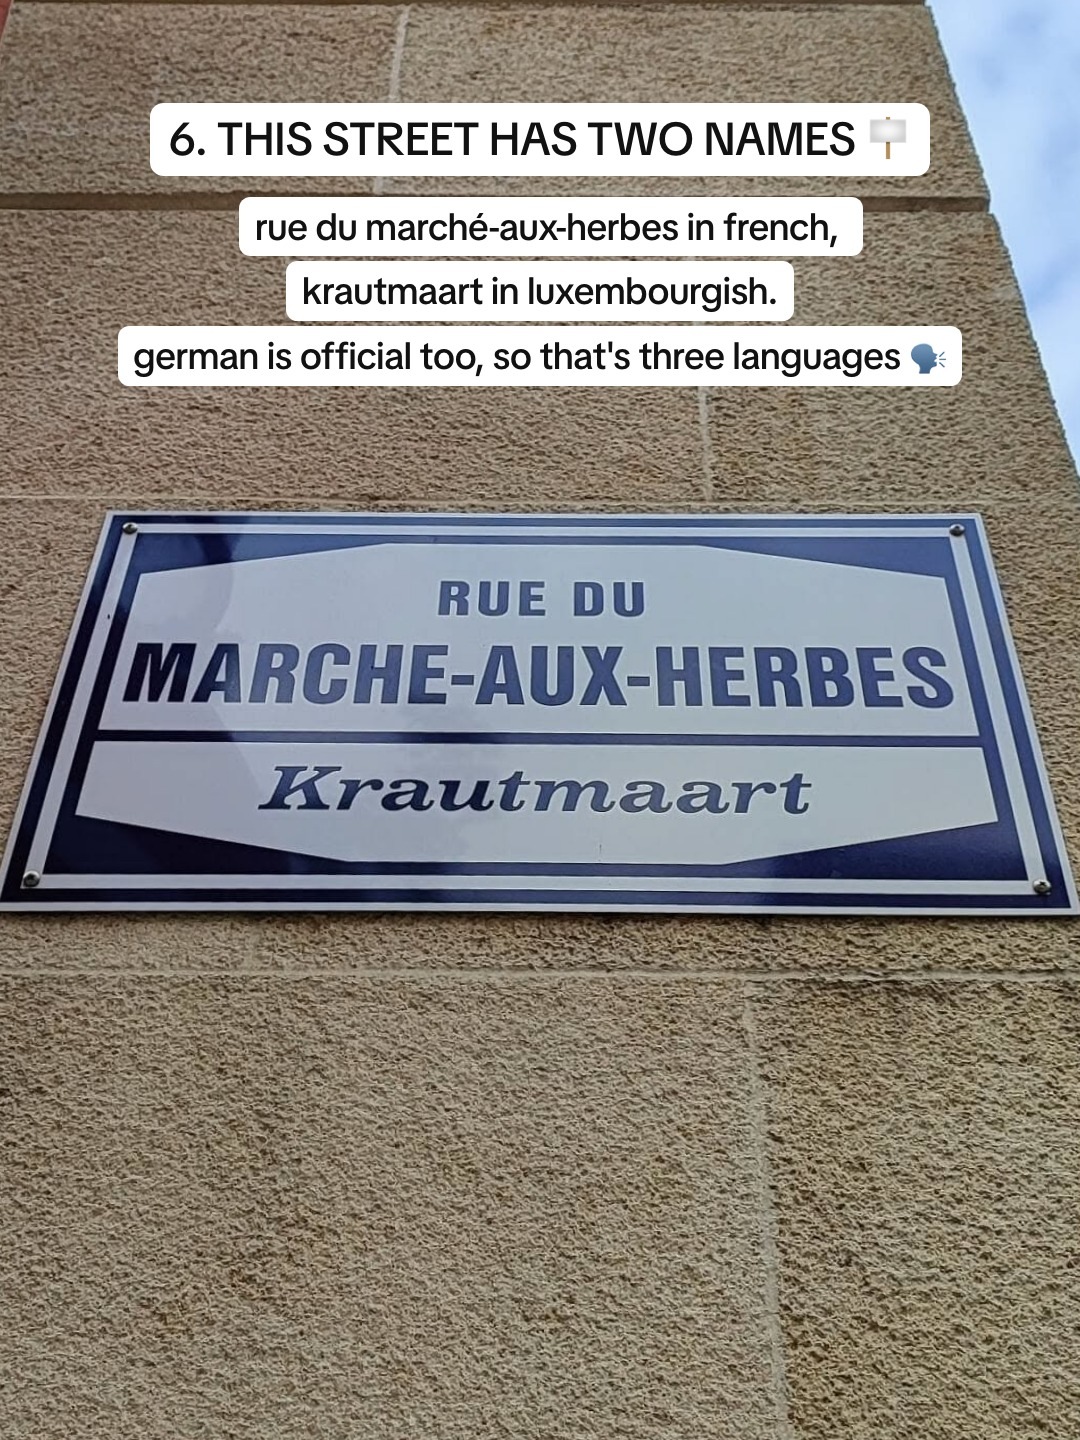 6. THIS STREET HAS TWO NAMES 🪧
rue du marché-aux-herbes in french,
krautmaart in luxembourgish.
german is official too, so that's three languages 🗣️
RUE DU
MARCHE-AUX-HERBES
Krautmaart